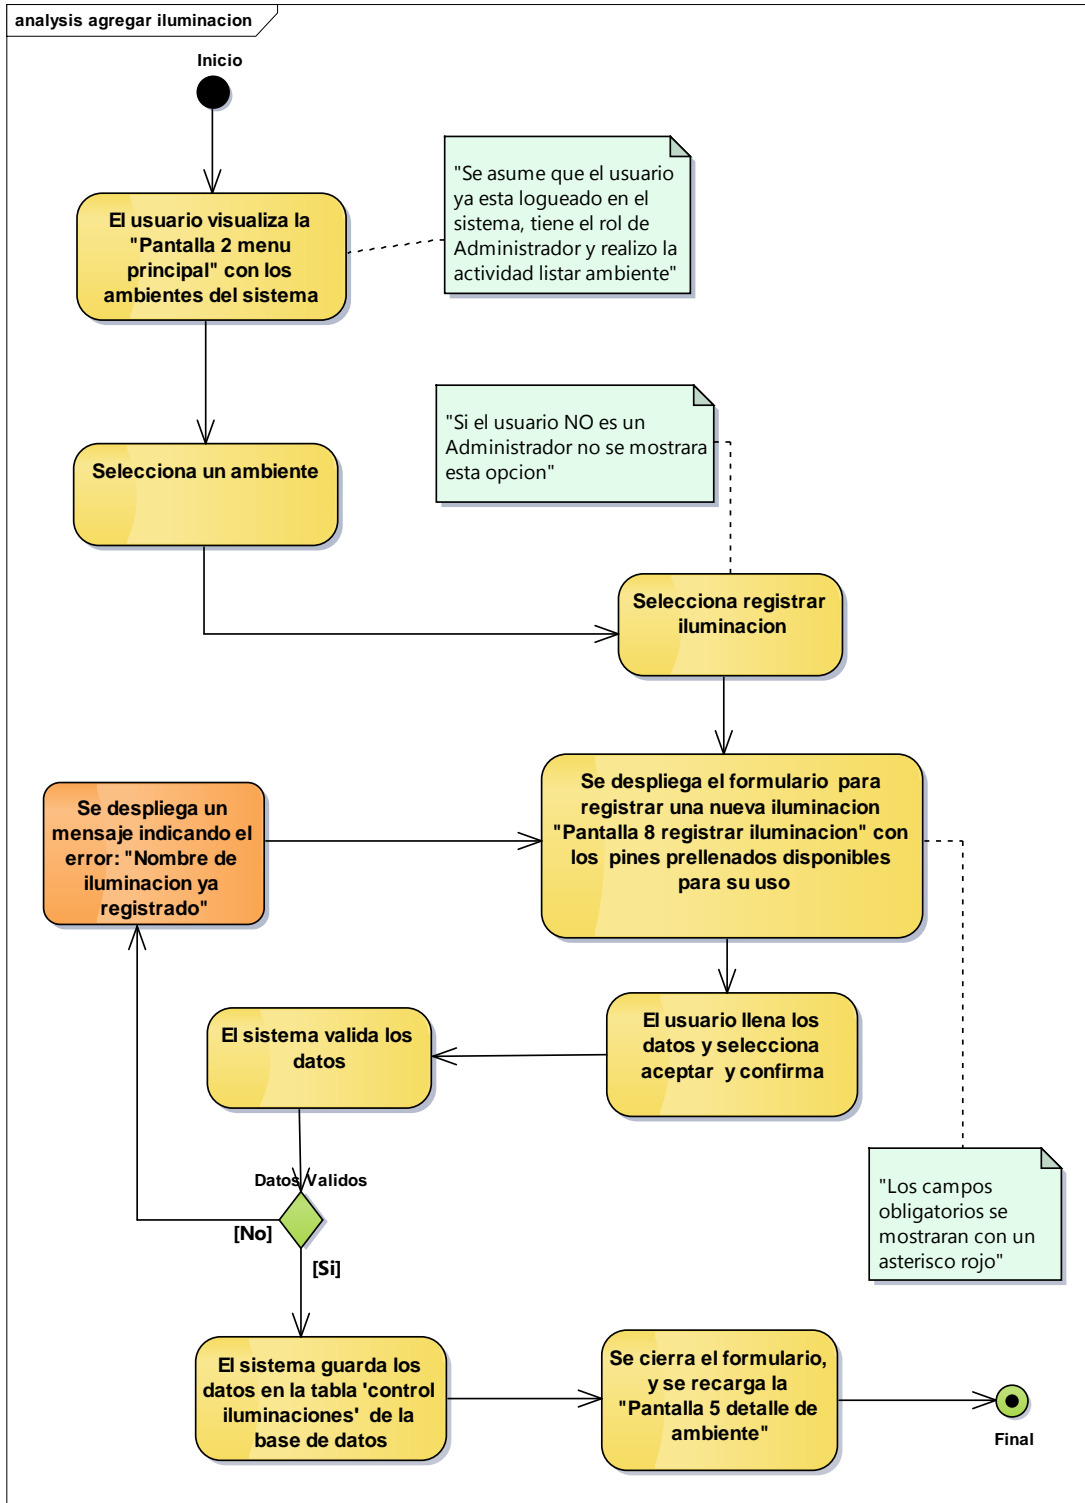 analysis agregar iluminacion
Inicio
"Se asume que el usuario
ya esta logueado en el
sistema, tiene el rol de
Administrador y realizo la
actividad listar ambiente"
El usuario visualiza la
"Pantalla 2 menu
principal" con los
ambientes del sistema
"Si el usuario NO es un
Administrador no se mostrara
esta opcion"
Selecciona un ambiente
Selecciona registrar
iluminacion
Se despliega el formulario para
registrar una nueva iluminacion
"Pantalla 8 registrar iluminacion" con
los pines prellenados disponibles
para su uso
Se despliega un
mensaje indicando el
error: "Nombre de
iluminacion ya
registrado"
El usuario llena los
datos y selecciona
aceptar y confirma
El sistema valida los
datos
Datos Validos
[No]
[Si]
"Los campos
obligatorios se
mostraran con un
asterisco rojo"
El sistema guarda los
datos en la tabla 'control
iluminaciones' de la
base de datos
Se cierra el formulario,
y se recarga la
"Pantalla 5 detalle de
ambiente"
Final